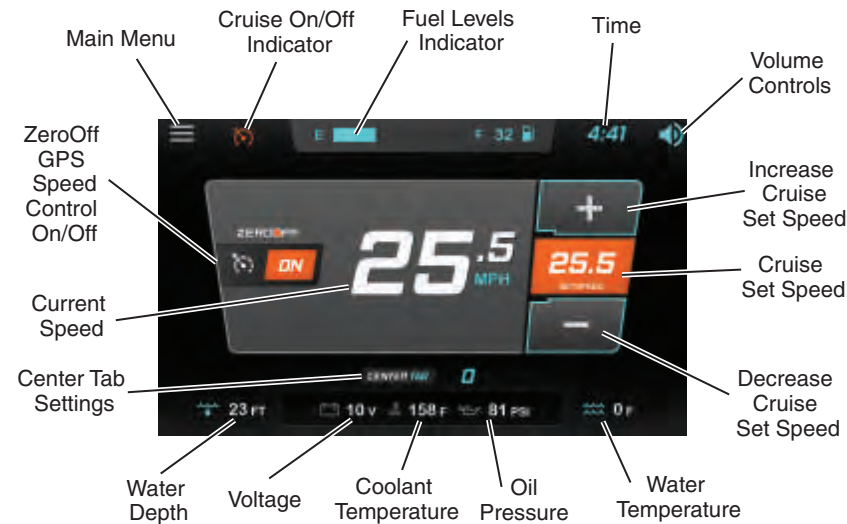 Main Menu
Cruise On/Off
Indicator
Fuel Levels
Indicator
Time
Volume
Controls
ZeroOff
GPS
Speed
Control
On/Off
Current
Speed
Center Tab
Settings
Increase
Cruise
Set Speed
Cruise
Set Speed
Decrease
Cruise
Set Speed
E
F 32
4:41
ZEROOFF
ON
25.5
MPH
25.5
CENTER TAB
0
23 FT
10 V
158 F
81 PSI
0 F
Water
Depth
Voltage
Coolant
Temperature
Oil
Pressure
Water
Temperature